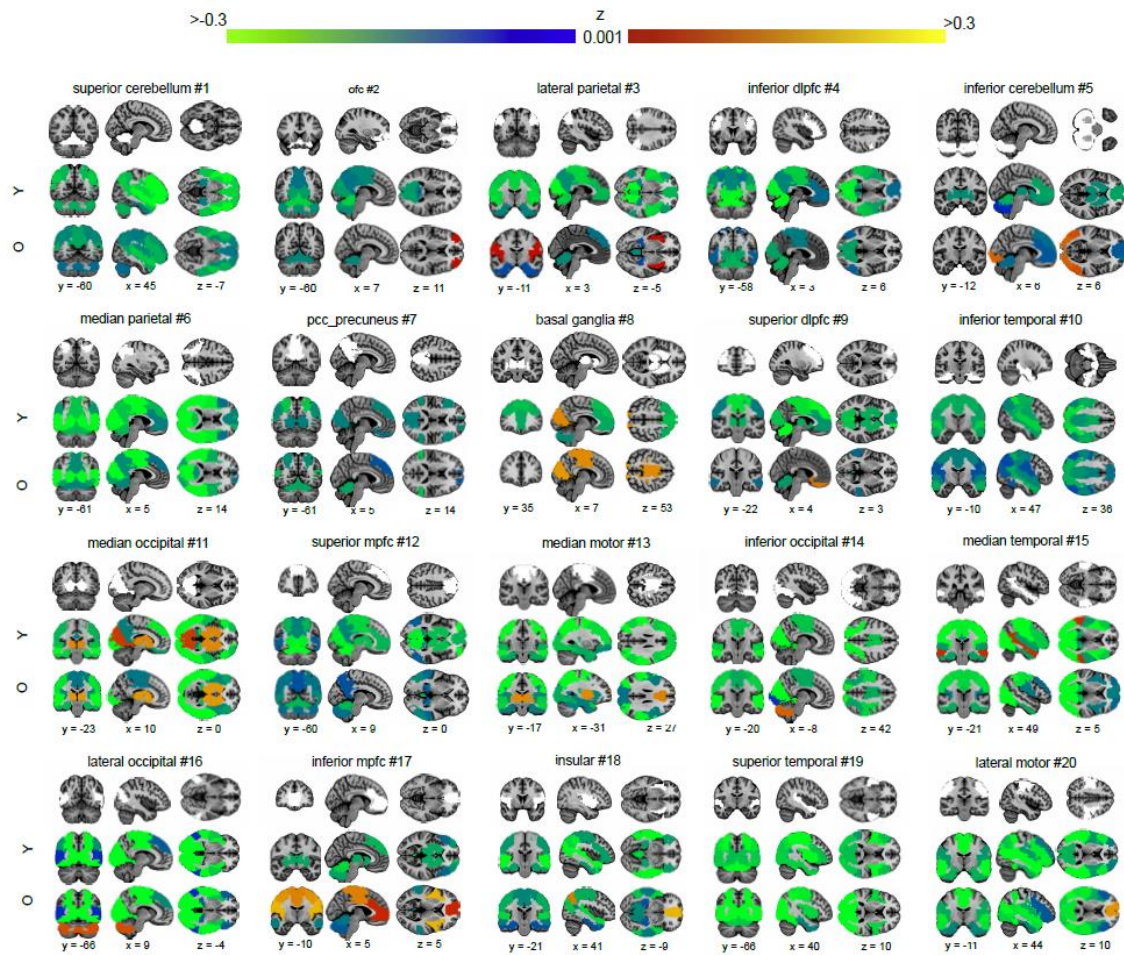 z
>-0.3 0.001 >0.3
superior cerebellum #1 ofc #2 lateral parietal #3 inferior dlpfc #4 inferior cerebellum #5
Y
O
y = -60 x = 45 z = -7 y = -60 x = 7 z = 11 y = -11 x = 3 z = -5 y = -58 x = 3 z = 6 y = -12 x = 6 z = 6
median parietal #6 pcc_precuneus #7 basal ganglia #8 superior dlpfc #9 inferior temporal #10
Y
O
y = -61 x = 5 z = 14 y = -61 x = 5 z = 14 y = 35 x = 7 z = 53 y = -22 x = 4 z = 3 y = -10 x = 47 z = 36
median occipital #11 superior mpfc #12 median motor #13 inferior occipital #14 median temporal #15
Y
O
y = -23 x = 10 z = 0 y = -60 x = 9 z = 0 y = -17 x = -31 z = 27 y = -20 x = -8 z = 42 y = -21 x = 49 z = 5
lateral occipital #16 inferior mpfc #17 insular #18 superior temporal #19 lateral motor #20
Y
O
y = -66 x = 9 z = -4 y = -10 x = 5 z = 5 y = -21 x = 41 z = -9 y = -66 x = 40 z = 10 y = -11 x = 44 z = 10